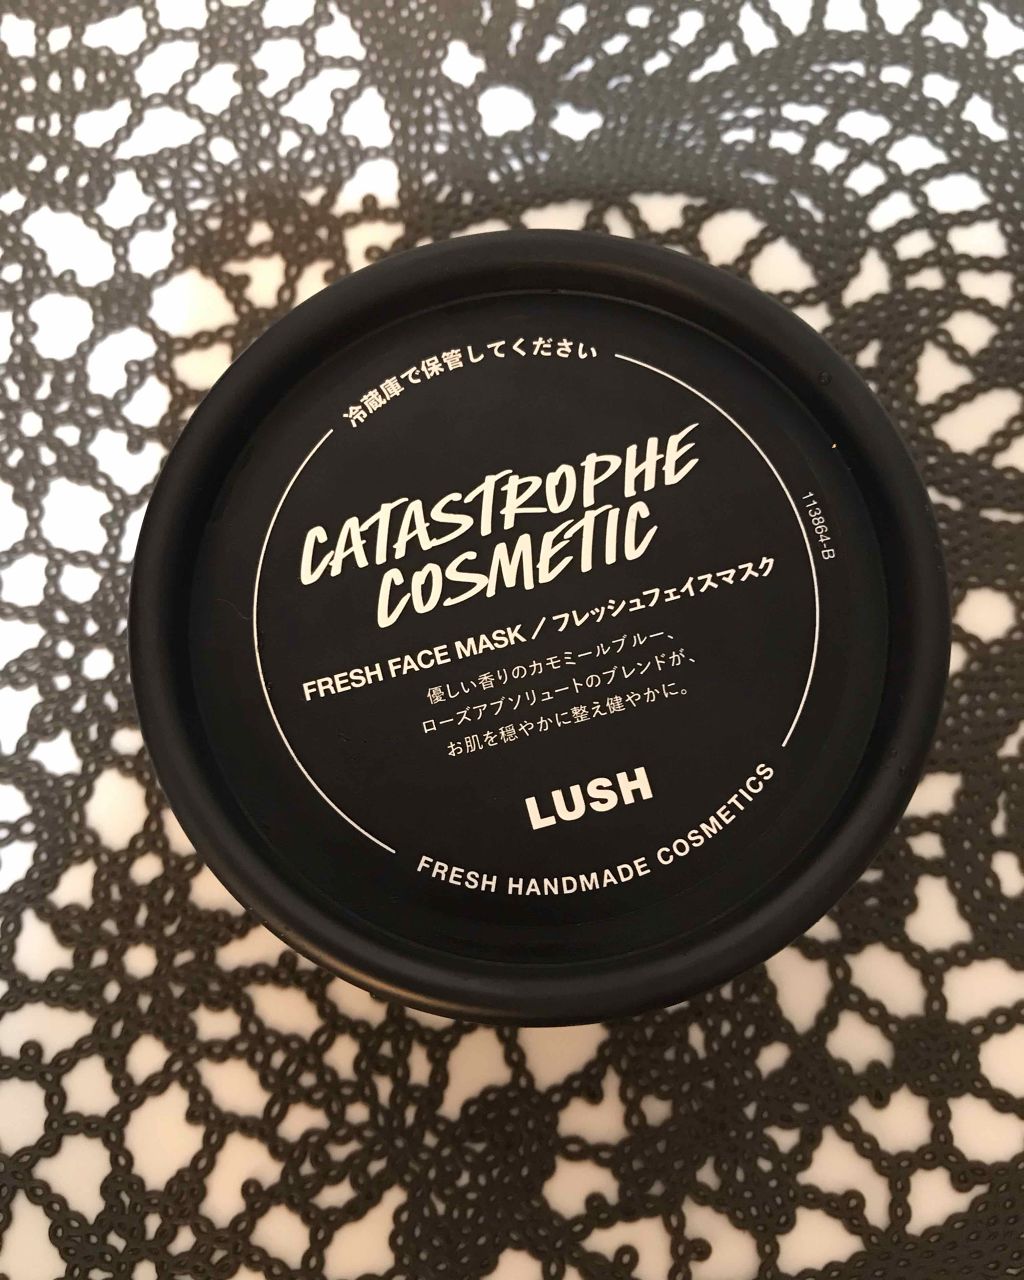 冷蔵庫で保管してください
CATASTROPHE
COSMETIC
FRESH FACE MASK / フレッシュフェイスマスク
優しい香りのカモミールブルー、
ローズアブソリュートのブレンドが、
お肌を穏やかに整え健やかに。
LUSH
FRESH HANDMADE COSMETICS
113864-B